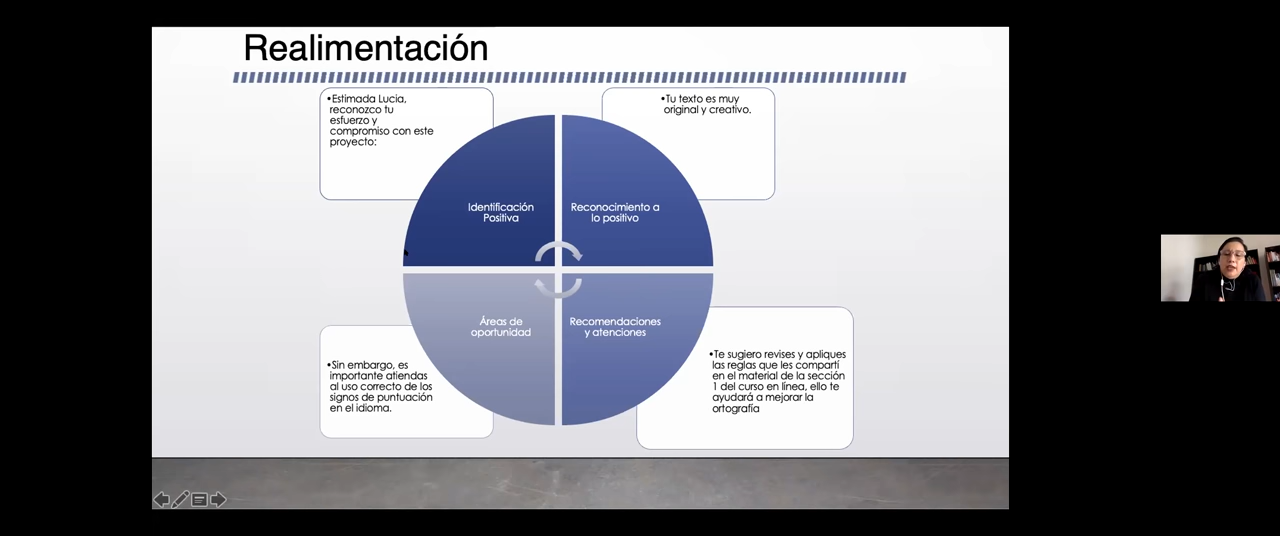 Realimentación
•Estimada Lucia,
reconozco tu
esfuerzo y
compromiso con este
proyecto:
•Tu texto es muy
original y creativo.
Identificación
Positiva
Reconocimiento a
lo positivo
Áreas de
oportunidad
Recomendaciones
y atenciones
•Sin embargo, es
importante atiendas
al uso correcto de los
signos de puntuación
en el idioma.
•Te sugiero revises y apliques
las reglas que les compartí
en el material de la sección
1 del curso en línea, ello te
ayudará a mejorar la
ortografía